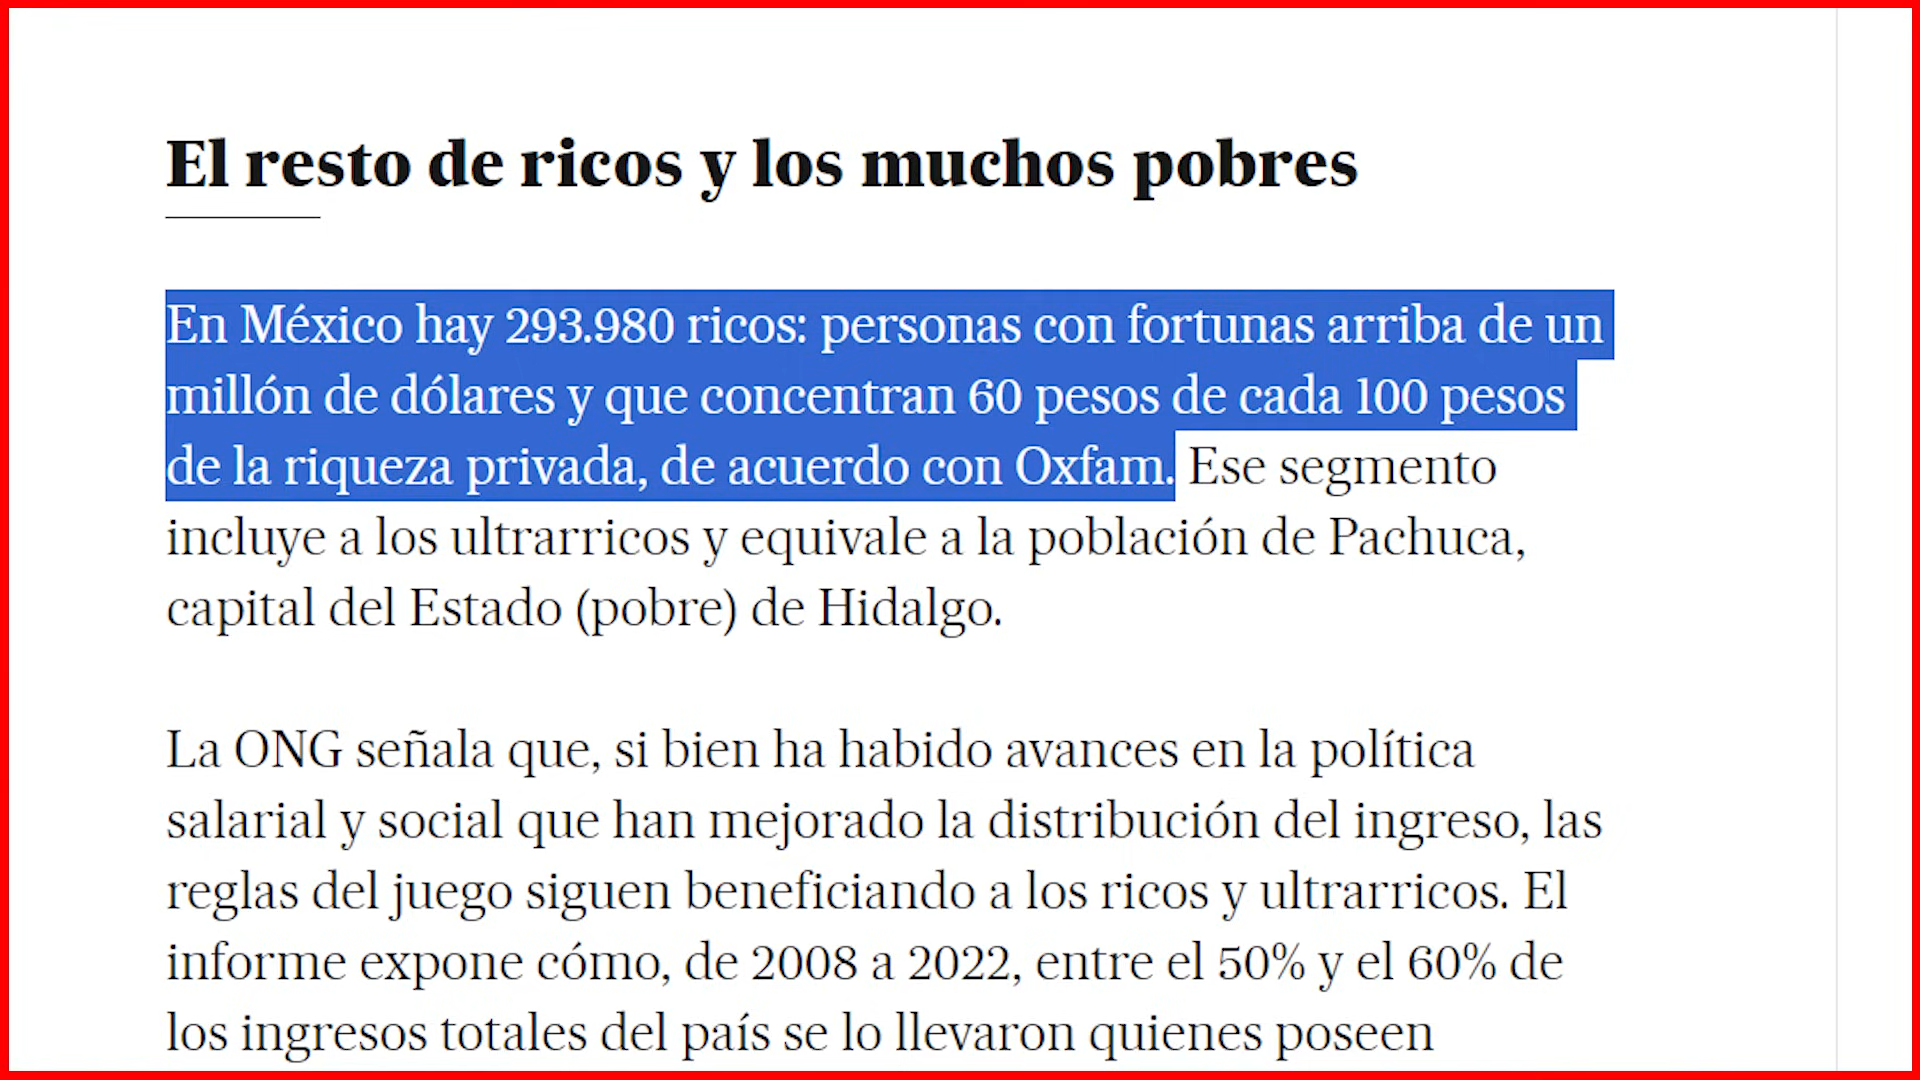 El resto de ricos y los muchos pobres
En México hay 293.980 ricos: personas con fortunas arriba de un
millón de dólares y que concentran 60 pesos de cada 100 pesos
de la riqueza privada, de acuerdo con Oxfam. Ese segmento
incluye a los ultrarricos y equivale a la población de Pachuca,
capital del Estado (pobre) de Hidalgo.
La ONG señala que, si bien ha habido avances en la política
salarial y social que han mejorado la distribución del ingreso, las
reglas del juego siguen beneficiando a los ricos y ultrarricos. El
informe expone cómo, de 2008 a 2022, entre el 50% y el 60% de
los ingresos totales del país se lo llevaron quienes poseen